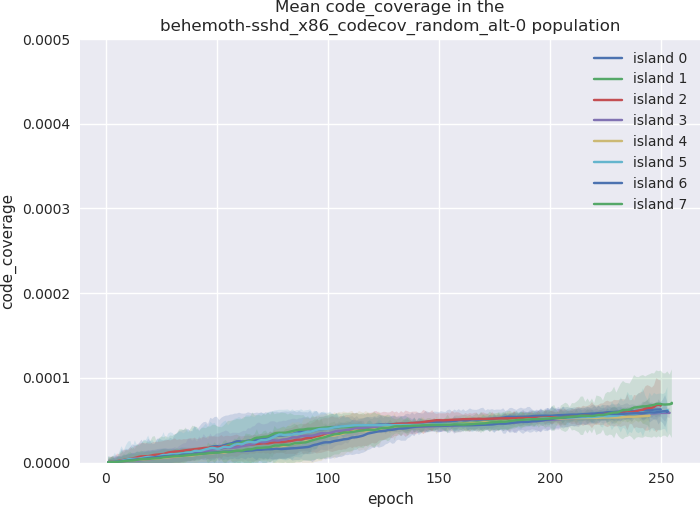 Mean code_coverage in the
behemoth-sshd_x86_codecov_random_alt-0 population
0.0005
0.0004
0.0003
0.0002
0.0001
0.0000
code_coverage
island 0
island 1
island 2
island 3
island 4
island 5
island 6
island 7
0 50 100 150 200 250
epoch